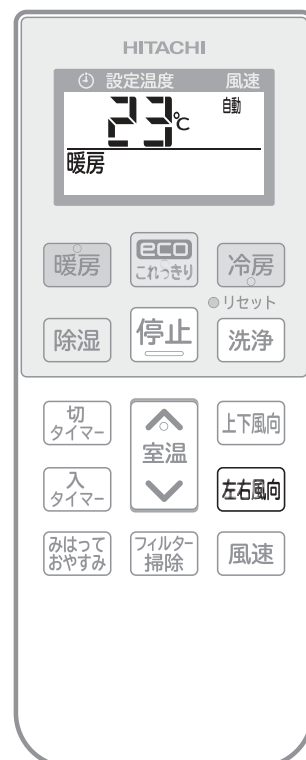 HITACHI
設定温度 風速
23℃ 自動
暖房
暖房 eco これっきり 冷房
リセット
除湿 停止 洗浄
切タイマー 室温 上下風向
入タイマー 左右風向
みはっておやすみ フィルター掃除 風速